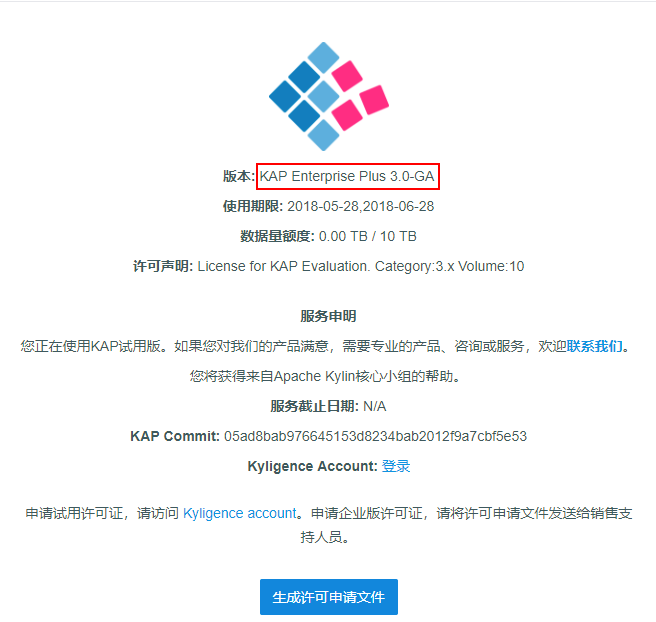 版本: KAP Enterprise Plus 3.0-GA
使用期限: 2018-05-28,2018-06-28
数据量额度: 0.00 TB / 10 TB
许可声明: License for KAP Evaluation. Category:3.x Volume:10
服务申明
您正在使用KAP试用版。如果您对我们的产品满意，需要专业的产品、咨询或服务，欢迎联系我们。
您将获得来自Apache Kylin核心小组的帮助。
服务截止日期: N/A
KAP Commit: 05ad8bab976645153d8234bab2012f9a7cbf5e53
Kyligence Account: 登录
申请试用许可证，请访问 Kyligence account。申请企业版许可证，请将许可申请文件发送给销售支
持人员。
生成许可申请文件